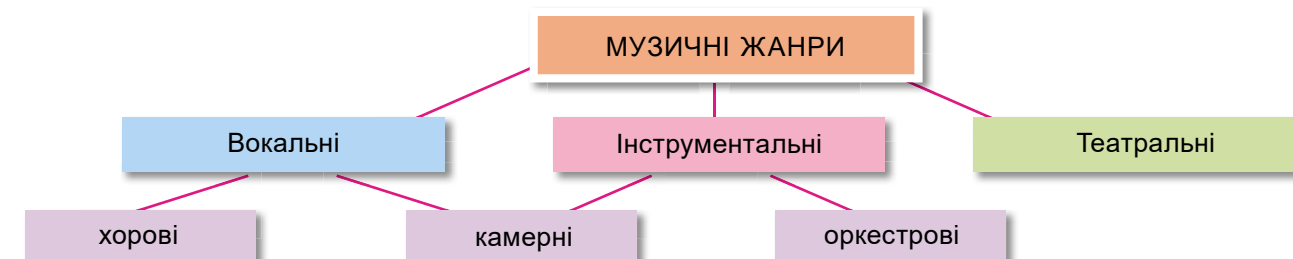 МУЗИЧНІ ЖАНРИ
Вокальні
Інструментальні
Театральні
хорові
камерні
оркестрові